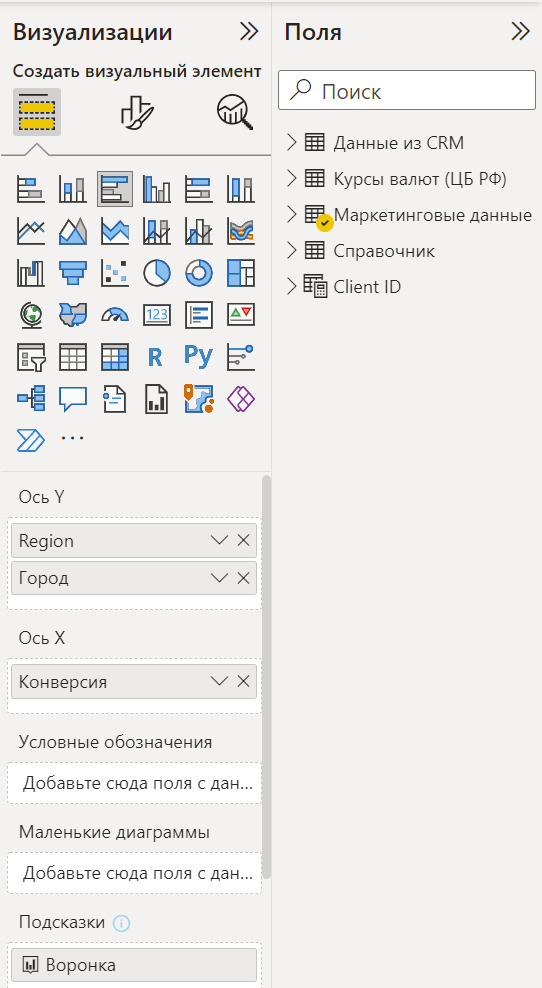 Визуализации
Создать визуальный элемент
123
R
Py
Ось Y
Region
Город
Ось X
Конверсия
Условные обозначения
Добавьте сюда поля с дан...
Маленькие диаграммы
Добавьте сюда поля с дан...
Подсказки
Воронка
Поля
Поиск
Данные из CRM
Курсы валют (ЦБ РФ)
Маркетинговые данные
Справочник
Client ID